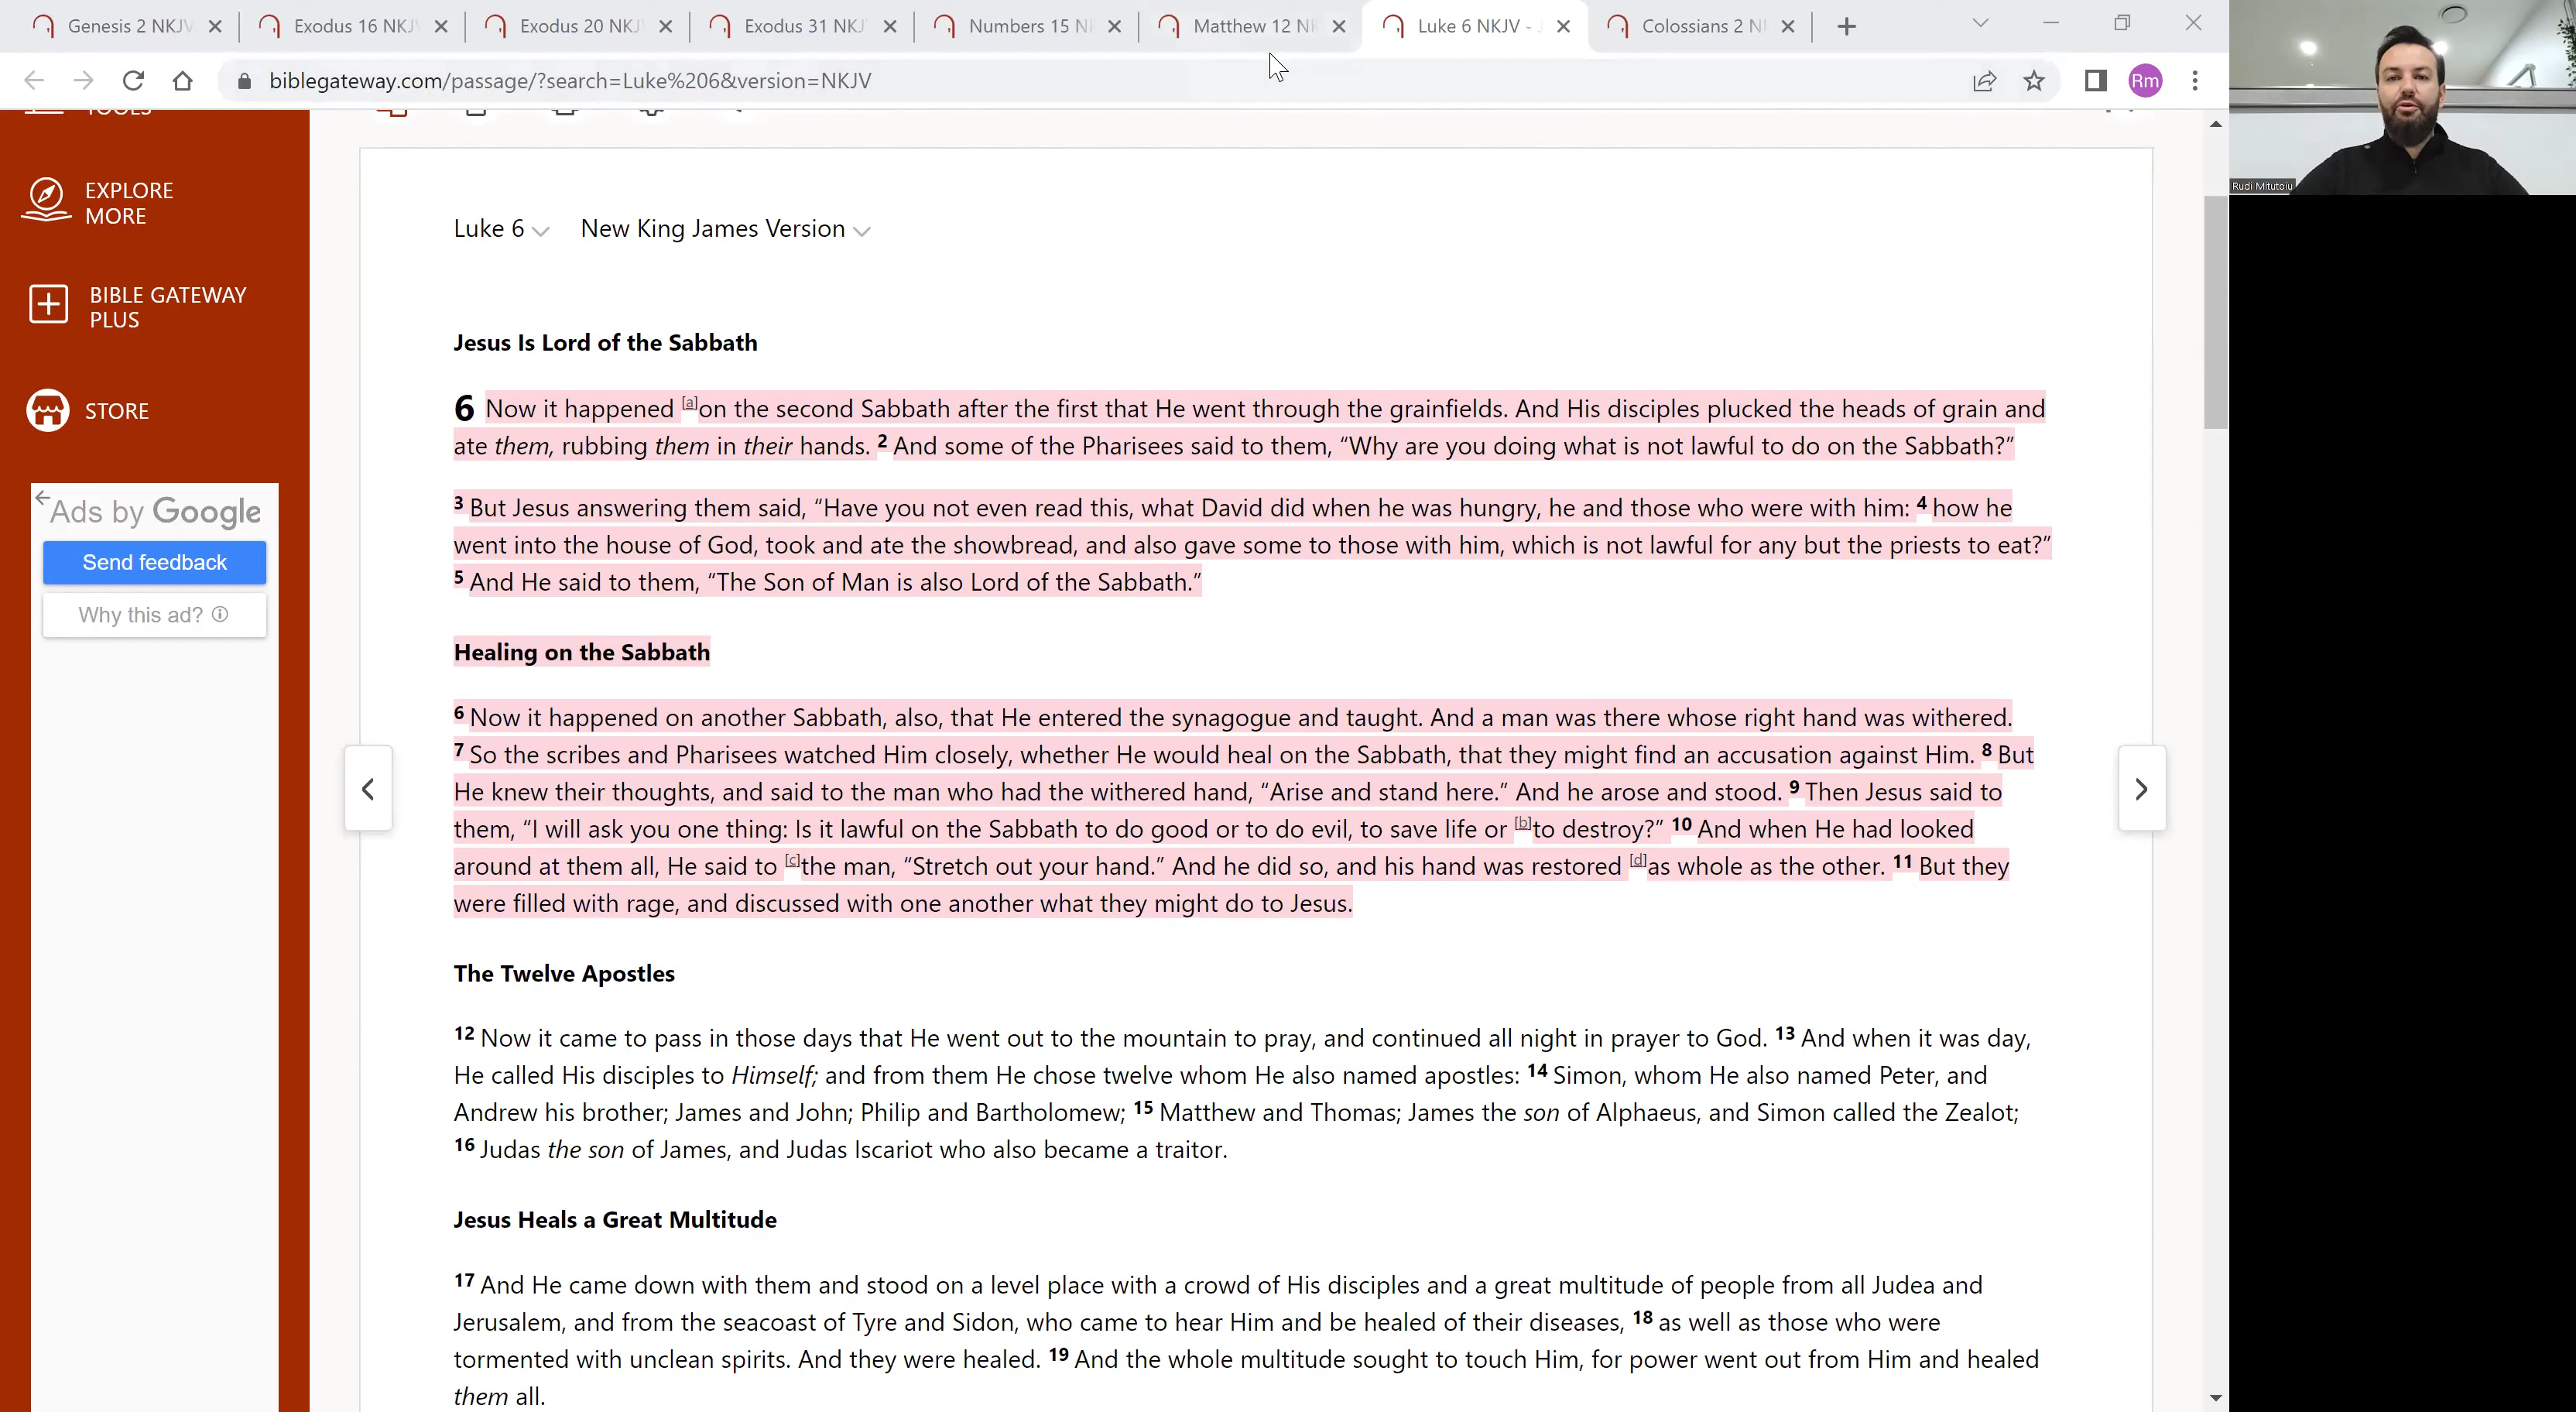 Genesis 2 NKJV
Exodus 16 NKJV
Exodus 20 NKJ
Exodus 31 NKJ
Numbers 15 N
Matthew 12 NK
Luke 6 NKJV -
Colossians 2 N
biblegateway.com/passage/?search=Luke%206&version=NKJV
Rm
TOOLS
EXPLORE
MORE
BIBLE GATEWAY
PLUS
STORE
Ads by Google
Send feedback
Why this ad?
Luke 6 New King James Version
Jesus Is Lord of the Sabbath
6 Now it happened [a]on the second Sabbath after the first that He went through the grainfields. And His disciples plucked the heads of grain and
ate them, rubbing them in their hands. 2 And some of the Pharisees said to them, “Why are you doing what is not lawful to do on the Sabbath?”
3 But Jesus answering them said, “Have you not even read this, what David did when he was hungry, he and those who were with him: 4 how he
went into the house of God, took and ate the showbread, and also gave some to those with him, which is not lawful for any but the priests to eat?”
5 And He said to them, “The Son of Man is also Lord of the Sabbath.”
Healing on the Sabbath
6 Now it happened on another Sabbath, also, that He entered the synagogue and taught. And a man was there whose right hand was withered.
7 So the scribes and Pharisees watched Him closely, whether He would heal on the Sabbath, that they might find an accusation against Him. 8 But
He knew their thoughts, and said to the man who had the withered hand, “Arise and stand here.” And he arose and stood. 9 Then Jesus said to
them, “I will ask you one thing: Is it lawful on the Sabbath to do good or to do evil, to save life or [b]to destroy?” 10 And when He had looked
around at them all, He said to [c]the man, “Stretch out your hand.” And he did so, and his hand was restored [d]as whole as the other. 11 But they
were filled with rage, and discussed with one another what they might do to Jesus.
The Twelve Apostles
12 Now it came to pass in those days that He went out to the mountain to pray, and continued all night in prayer to God. 13 And when it was day,
He called His disciples to Himself; and from them He chose twelve whom He also named apostles: 14 Simon, whom He also named Peter, and
Andrew his brother; James and John; Philip and Bartholomew; 15 Matthew and Thomas; James the son of Alphaeus, and Simon called the Zealot;
16 Judas the son of James, and Judas Iscariot who also became a traitor.
Jesus Heals a Great Multitude
17 And He came down with them and stood on a level place with a crowd of His disciples and a great multitude of people from all Judea and
Jerusalem, and from the seacoast of Tyre and Sidon, who came to hear Him and be healed of their diseases, 18 as well as those who were
tormented with unclean spirits. And they were healed. 19 And the whole multitude sought to touch Him, for power went out from Him and healed
them all.
Rudi Mitutoiu